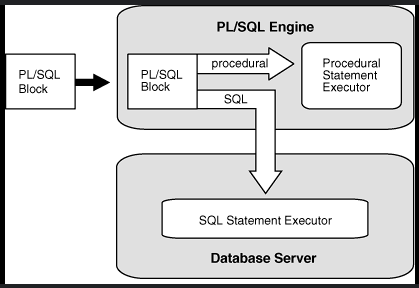 PL/SQL Engine
PL/SQL
Block
PL/SQL
Block
procedural
SQL
Procedural
Statement
Executor
SQL Statement Executor
Database Server